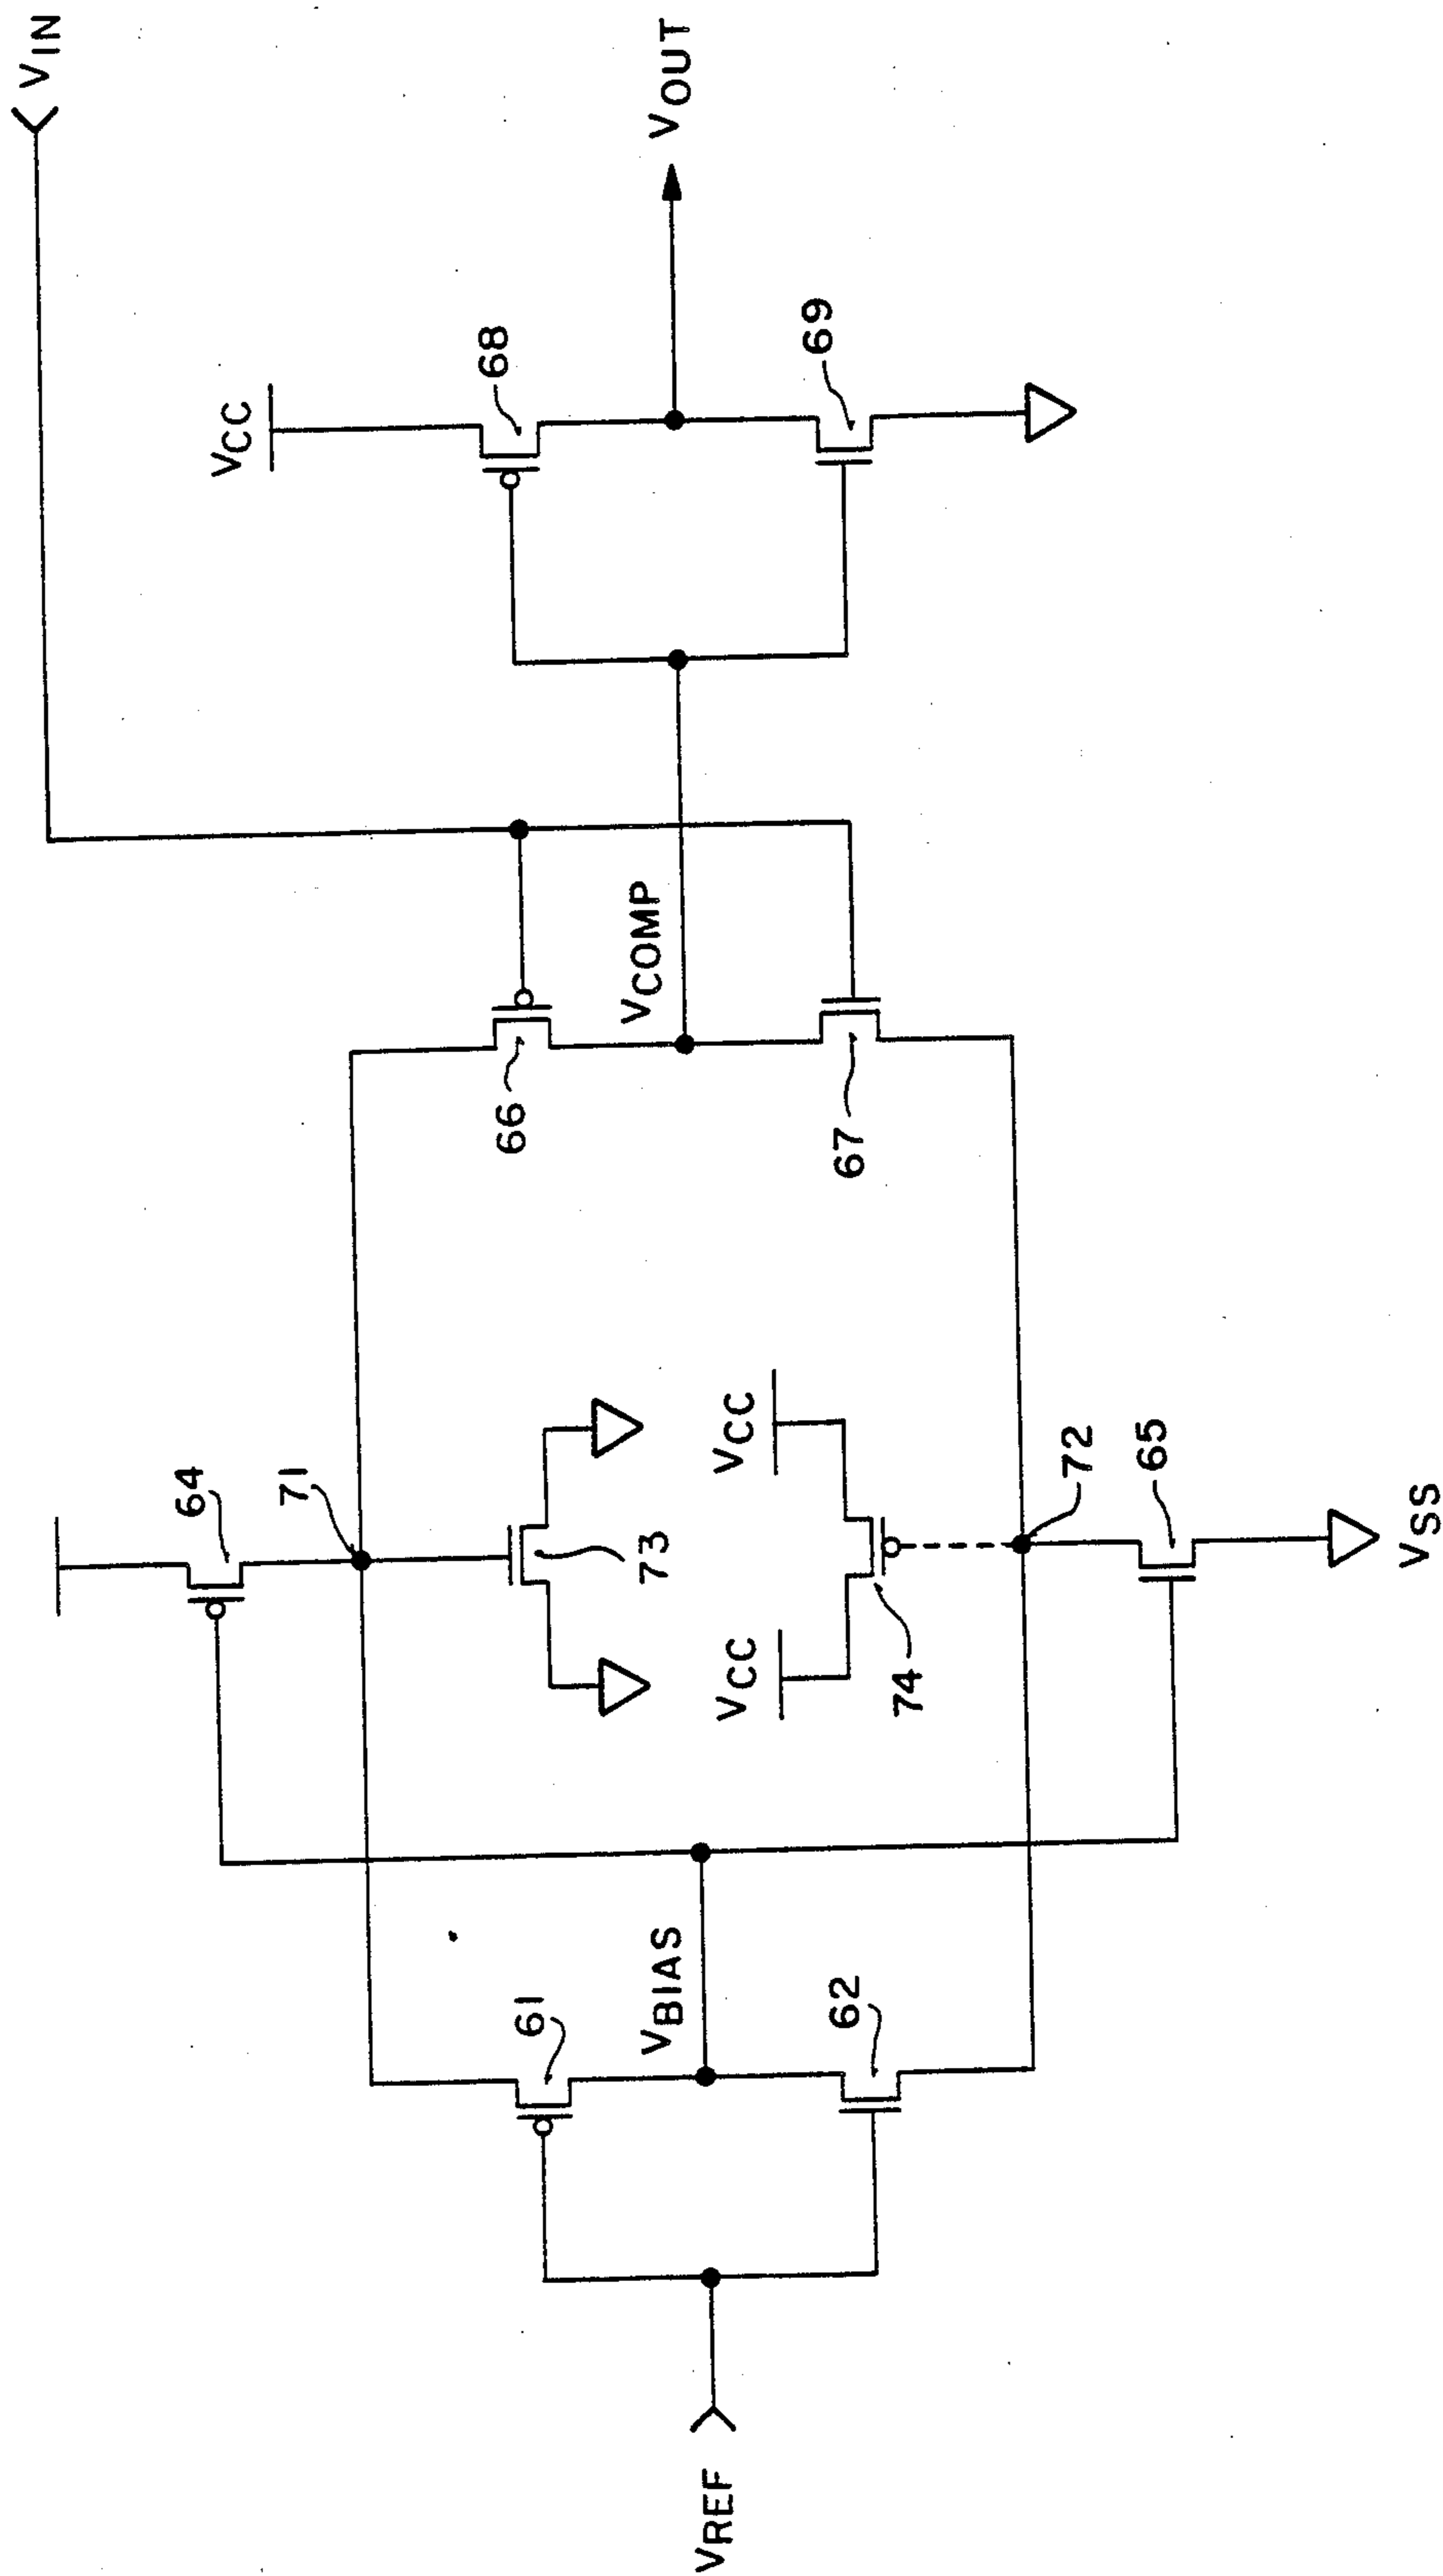 VIN
VCC
68
VOUT
69
66
VCOMP
67
64
71
73
VCC
VCC
74
72
65
VSS
61
VBIAS
62
VREF